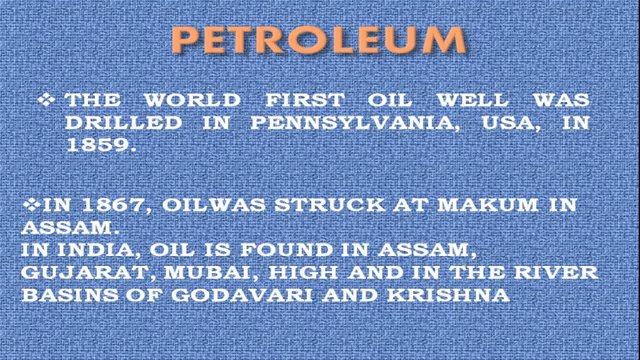 PETROLEUM
❖ THE WORLD FIRST OIL WELL WAS
DRILLED IN PENNSYLVANIA, USA, IN
1859.
❖IN 1867, OILWAS STRUCK AT MAKUM IN
ASSAM.
IN INDIA, OIL IS FOUND IN ASSAM,
GUJARAT, MUBAI, HIGH AND IN THE RIVER
BASINS OF GODAVARI AND KRISHNA